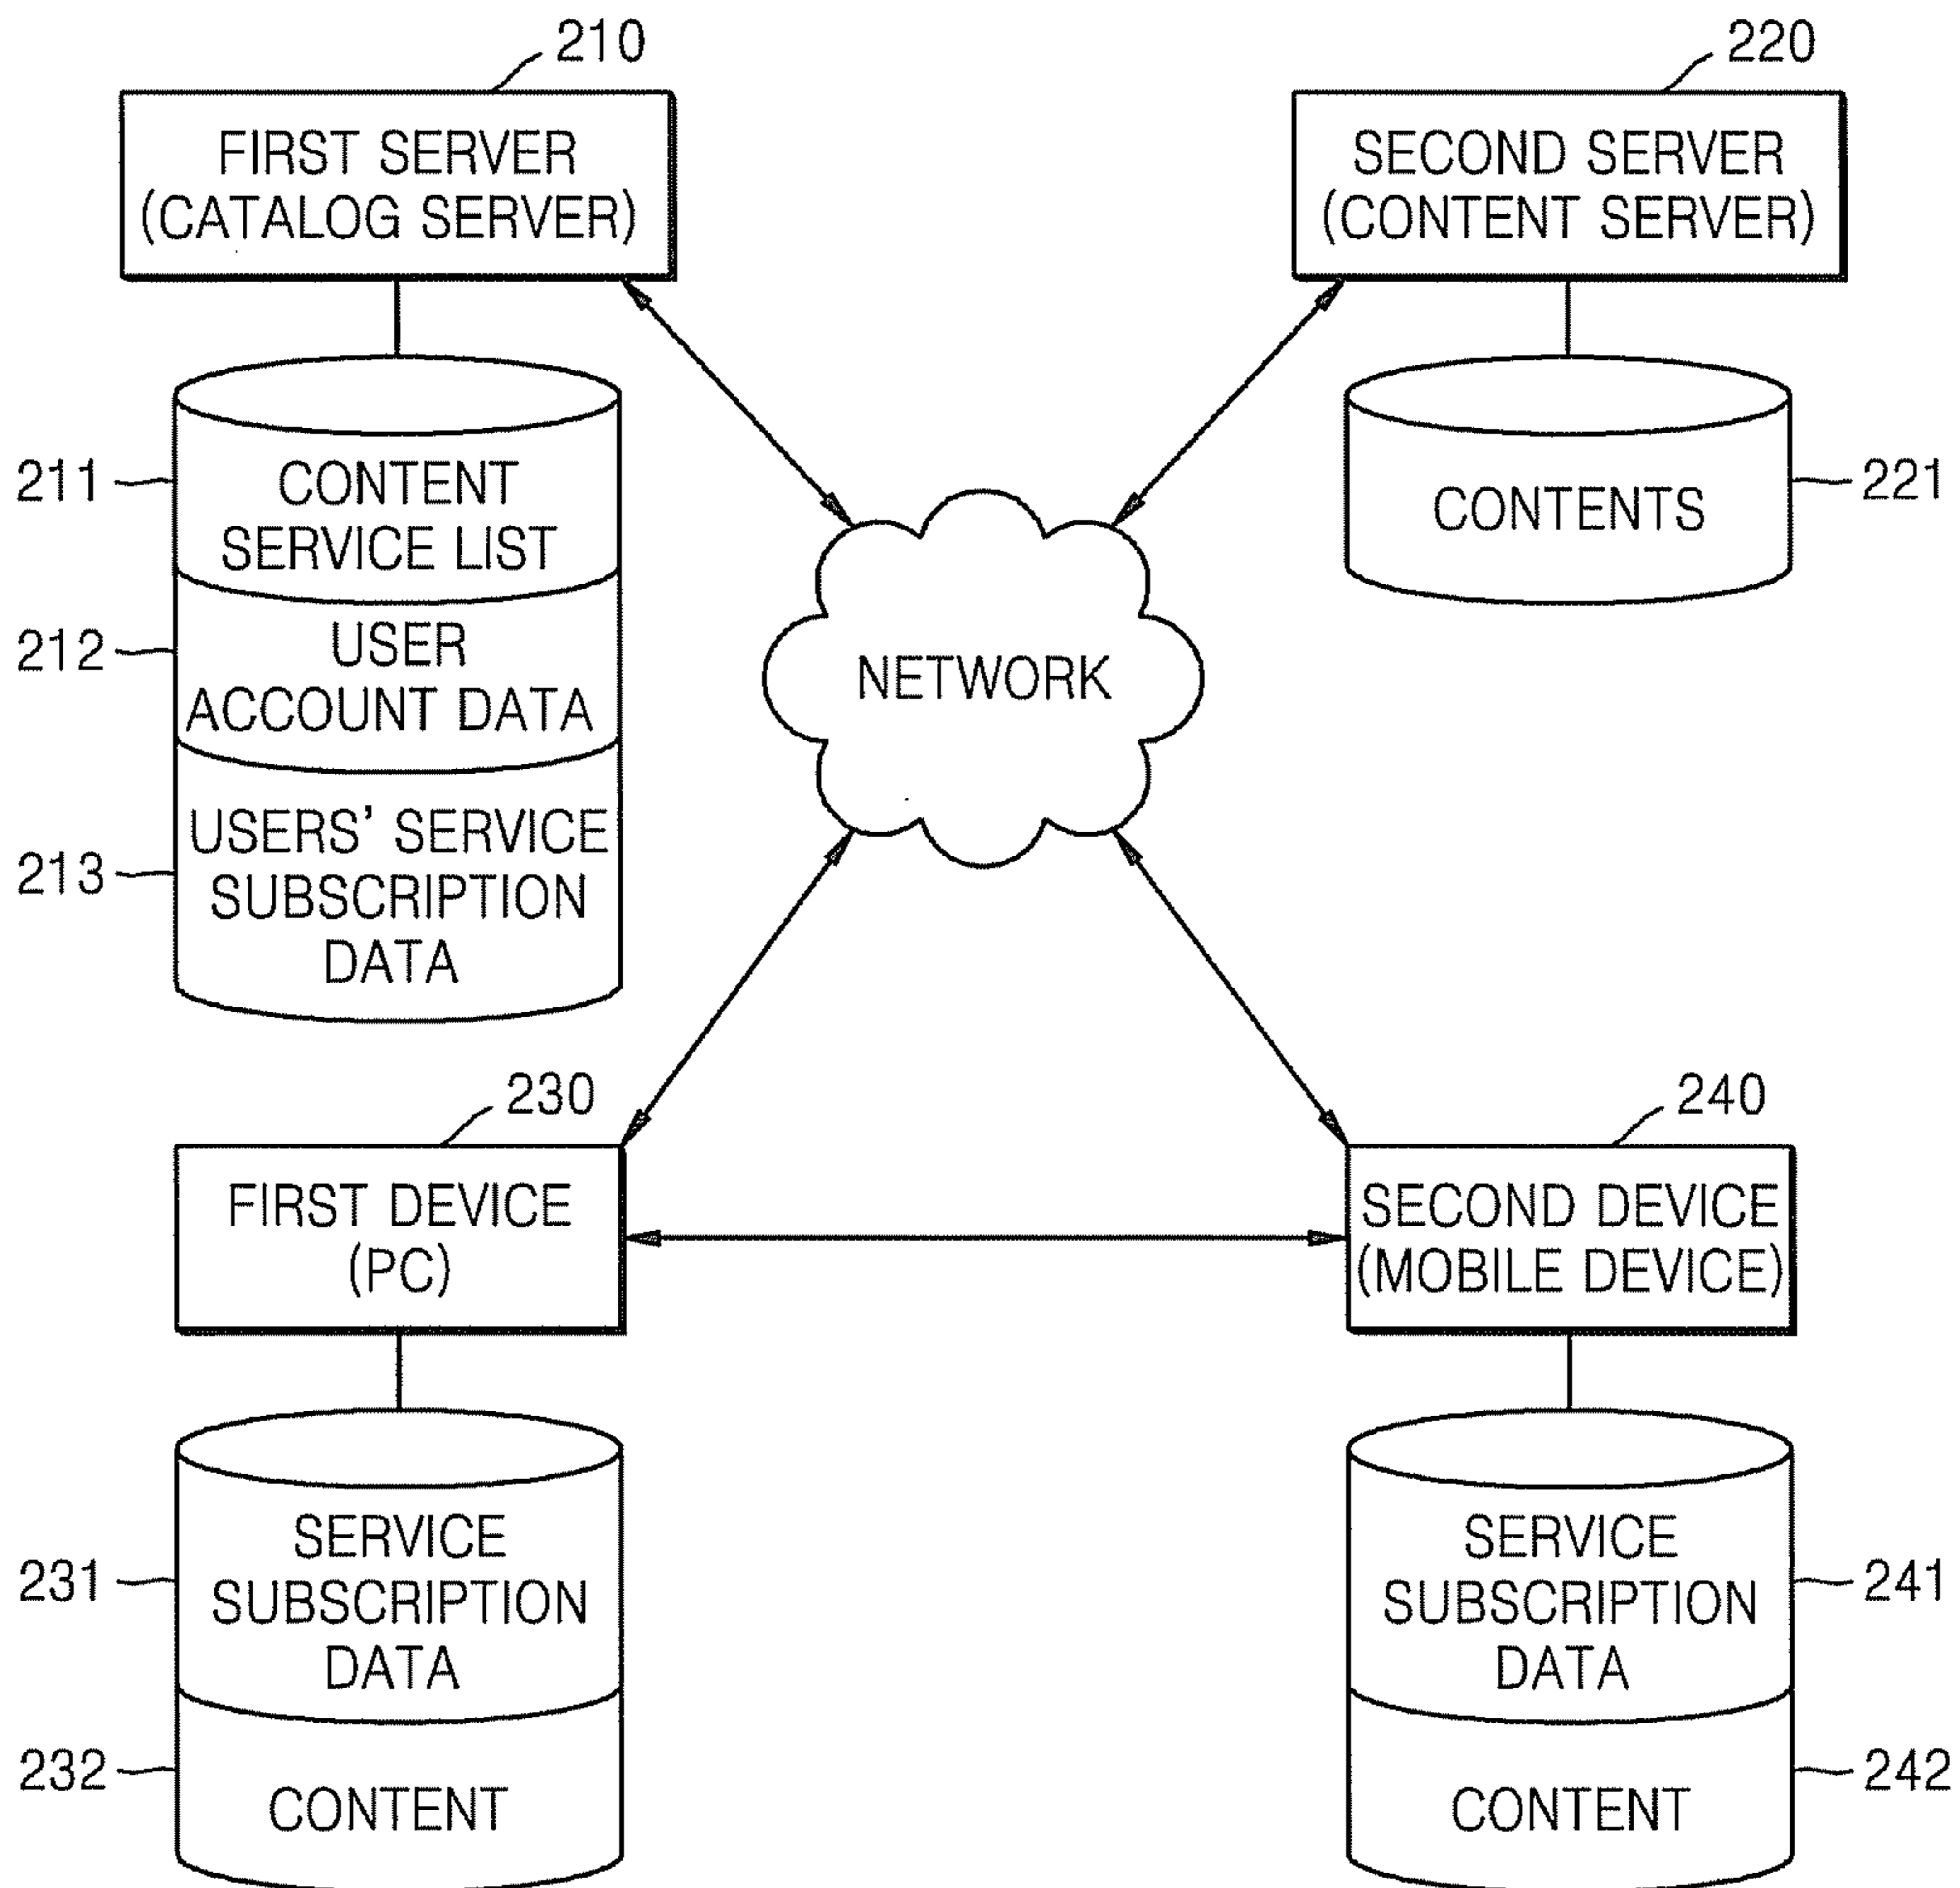 210
FIRST SERVER
(CATALOG SERVER)
220
SECOND SERVER
(CONTENT SERVER)
211
CONTENT
SERVICE LIST
212
USER
ACCOUNT DATA
213
USERS' SERVICE
SUBSCRIPTION
DATA
221
CONTENTS
NETWORK
230
FIRST DEVICE
(PC)
240
SECOND DEVICE
(MOBILE DEVICE)
231
SERVICE
SUBSCRIPTION
DATA
232
CONTENT
241
SERVICE
SUBSCRIPTION
DATA
242
CONTENT